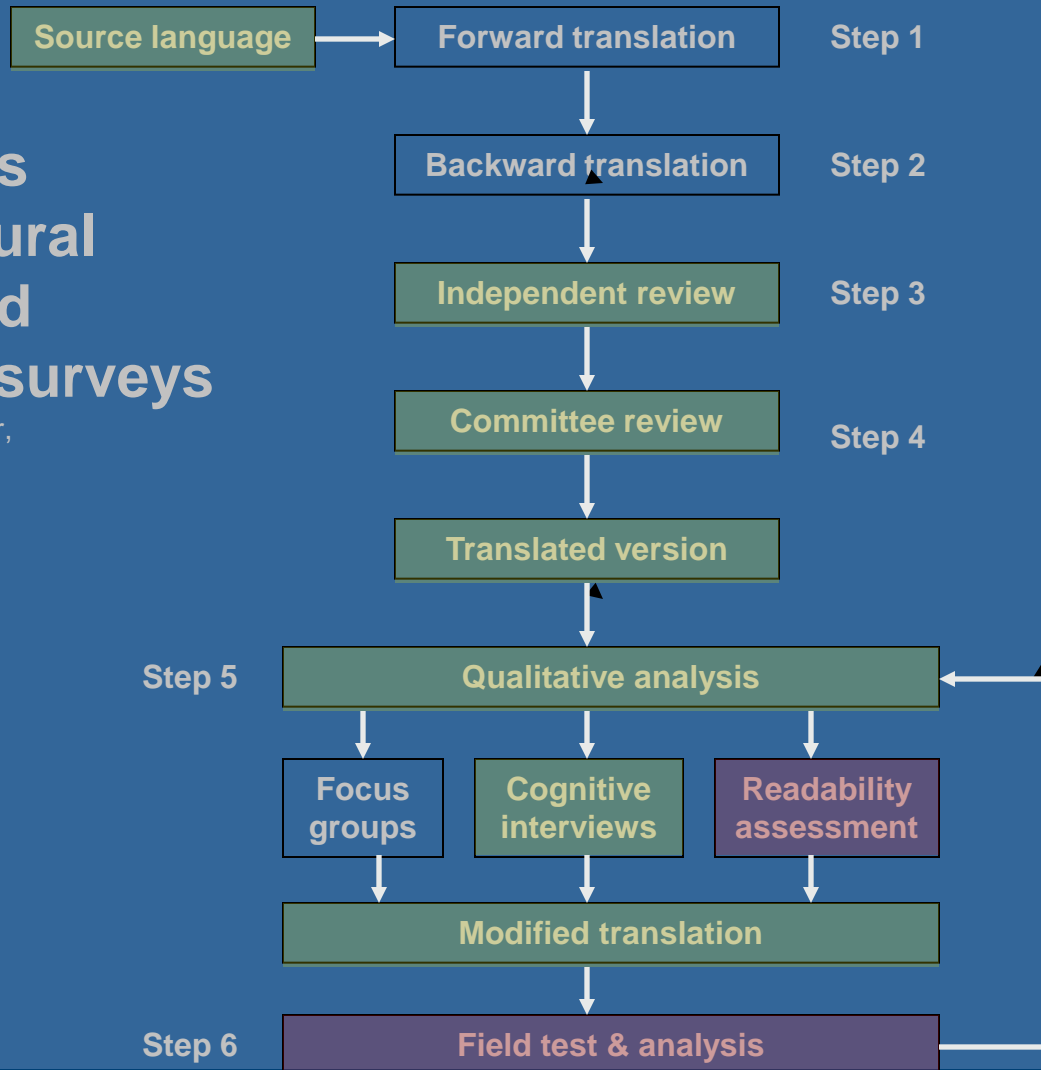 Source language
Forward translation
Step 1
Backward translation
Step 2
surveys
Independent review
Step 3
Committee review
Step 4
Translated version
Step 5
Qualitative analysis
Focus
groups
Cognitive
interviews
Readability
assessment
Modified translation
Step 6
Field test & analysis